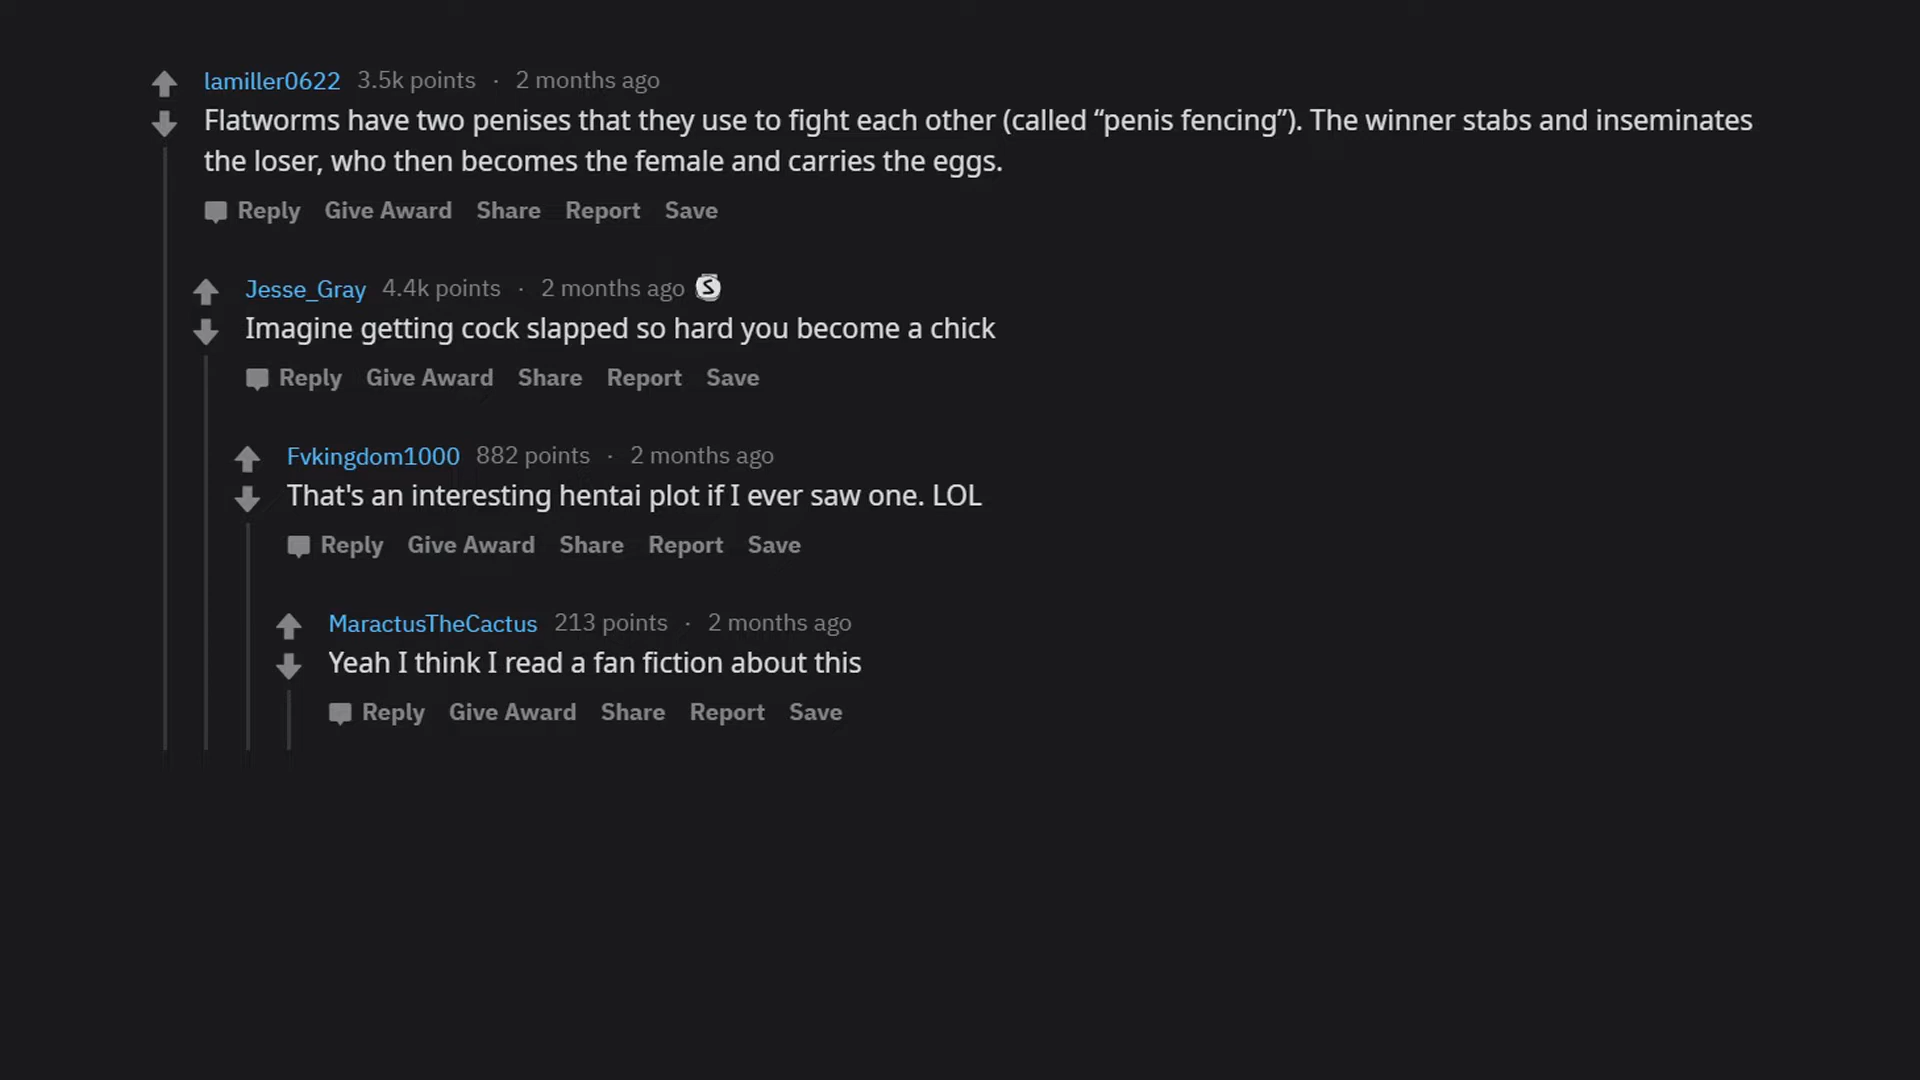 lamiller0622 3.5k points · 2 months ago
Flatworms have two penises that they use to fight each other (called “penis fencing”). The winner stabs and inseminates
the loser, who then becomes the female and carries the eggs.
Reply Give Award Share Report Save
Jesse_Gray 4.4k points · 2 months ago S
Imagine getting cock slapped so hard you become a chick
Reply Give Award Share Report Save
Fvkingdom1000 882 points · 2 months ago
That's an interesting hentai plot if I ever saw one. LOL
Reply Give Award Share Report Save
MaractusTheCactus 213 points · 2 months ago
Yeah I think I read a fan fiction about this
Reply Give Award Share Report Save